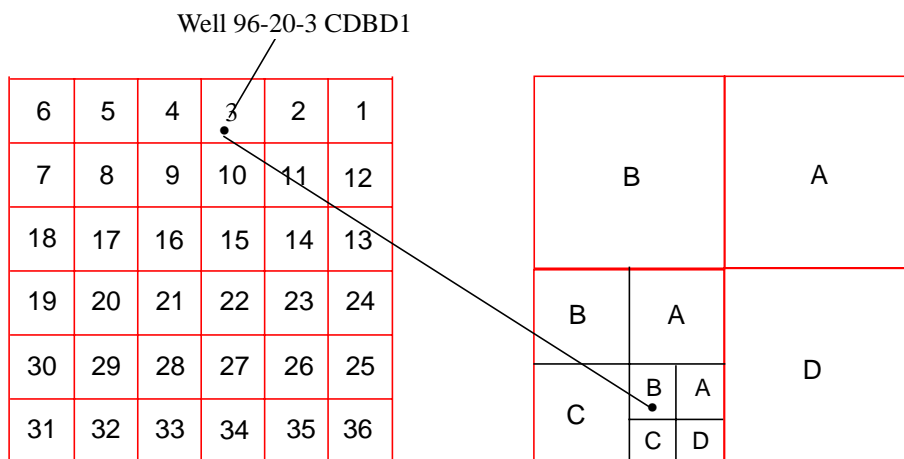 Well 96-20-3 CDBD1
6 5 4 3 2 1
7 8 9 10 11 12
18 17 16 15 14 13
19 20 21 22 23 24
30 29 28 27 26 25
31 32 33 34 35 36
B A
B A
D
C
B A
C D